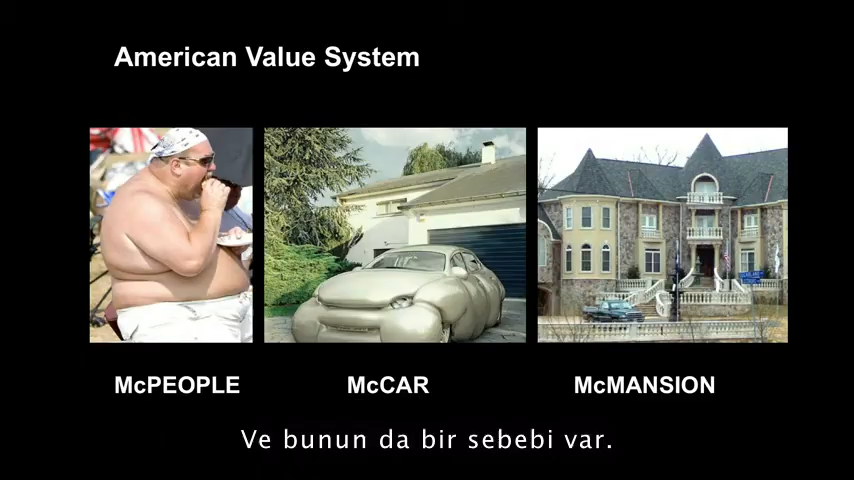 American Value System
McPEOPLE McCAR McMANSION
Ve bunun da bir sebebi var.